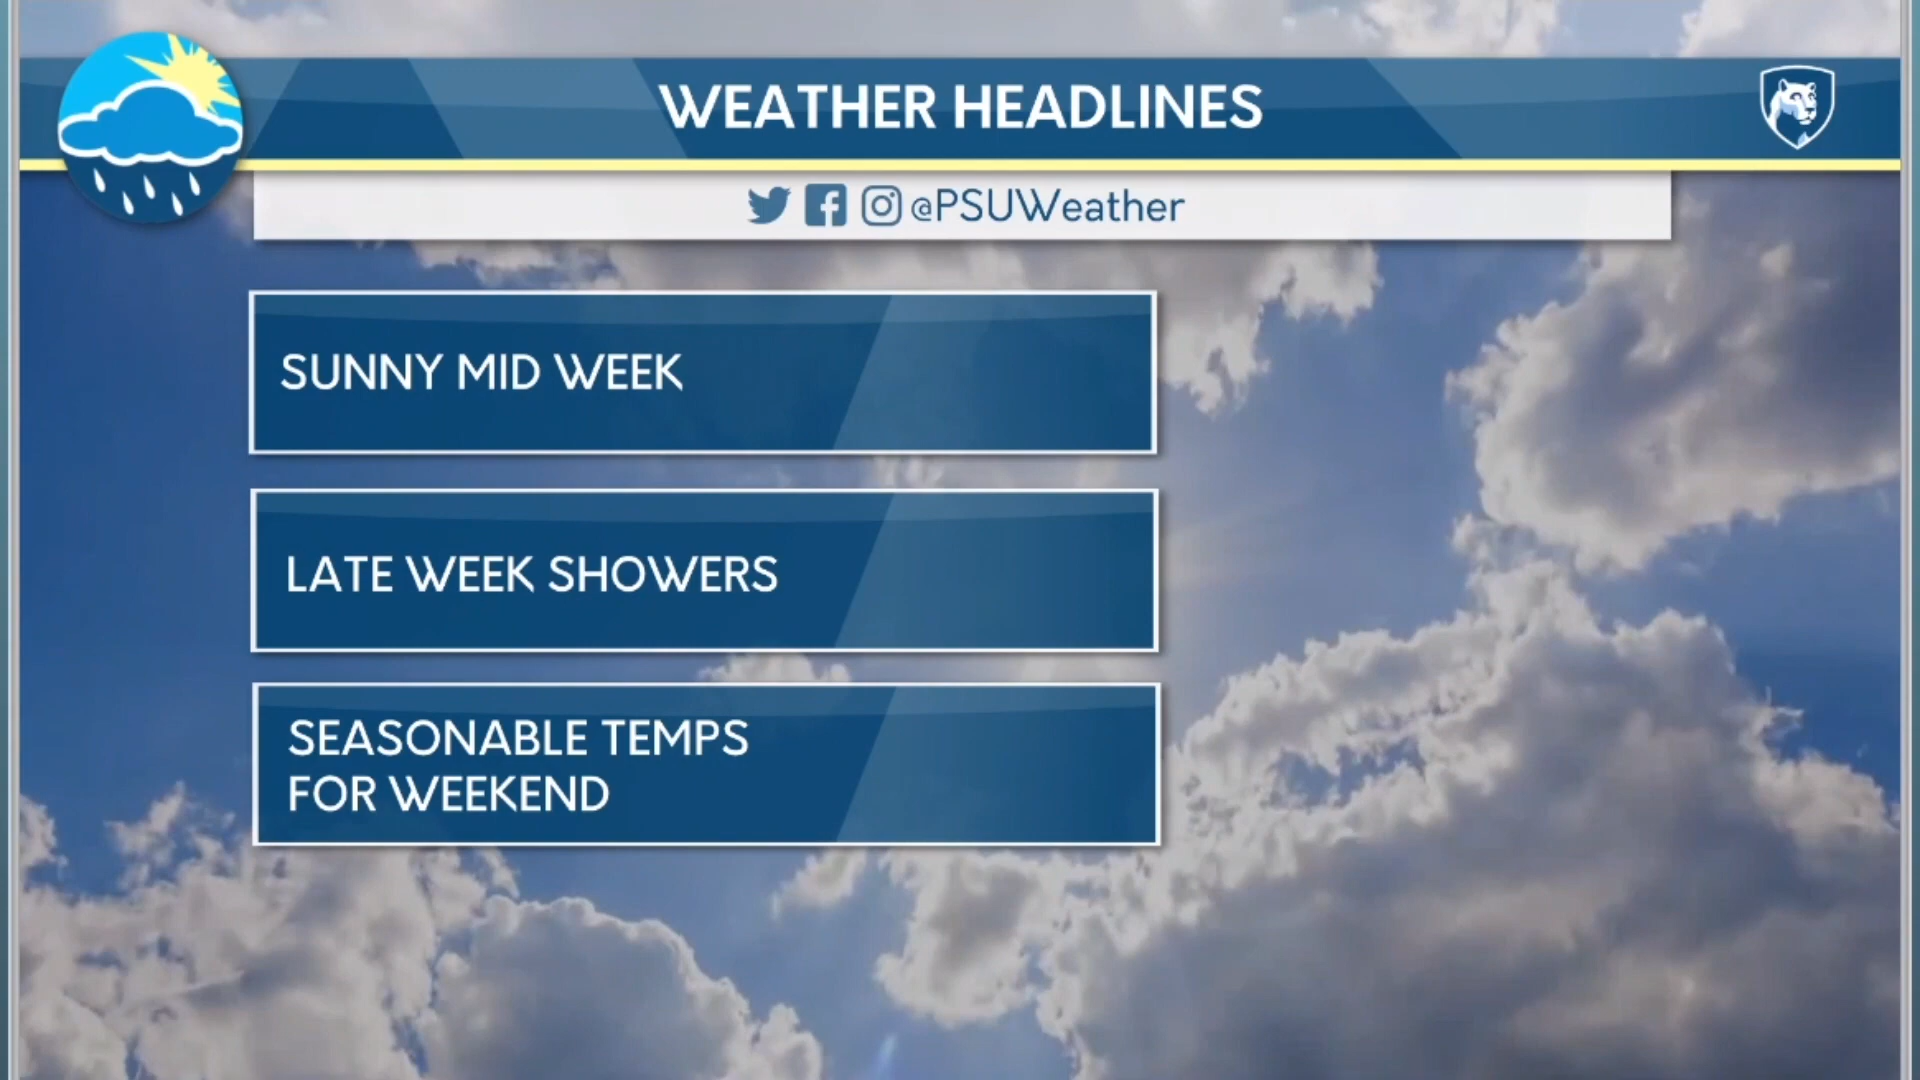 WEATHER HEADLINES
@PSUWeather
SUNNY MID WEEK
LATE WEEK SHOWERS
SEASONABLE TEMPS
FOR WEEKEND